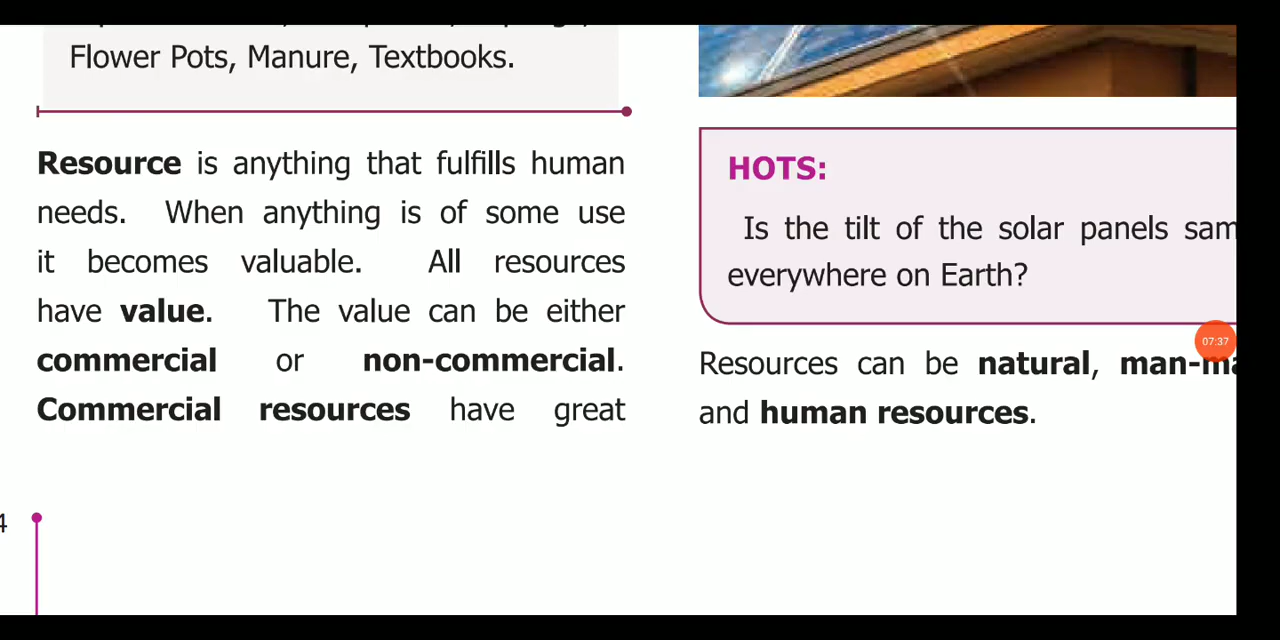 Flower Pots, Manure, Textbooks.
Resource is anything that fulfills human
needs. When anything is of some use
it becomes valuable. All resources
have value. The value can be either
commercial or non-commercial.
Commercial resources have great
4
HOTS:
Is the tilt of the solar panels sam
everywhere on Earth?
07:37
Resources can be natural, man-ma
and human resources.